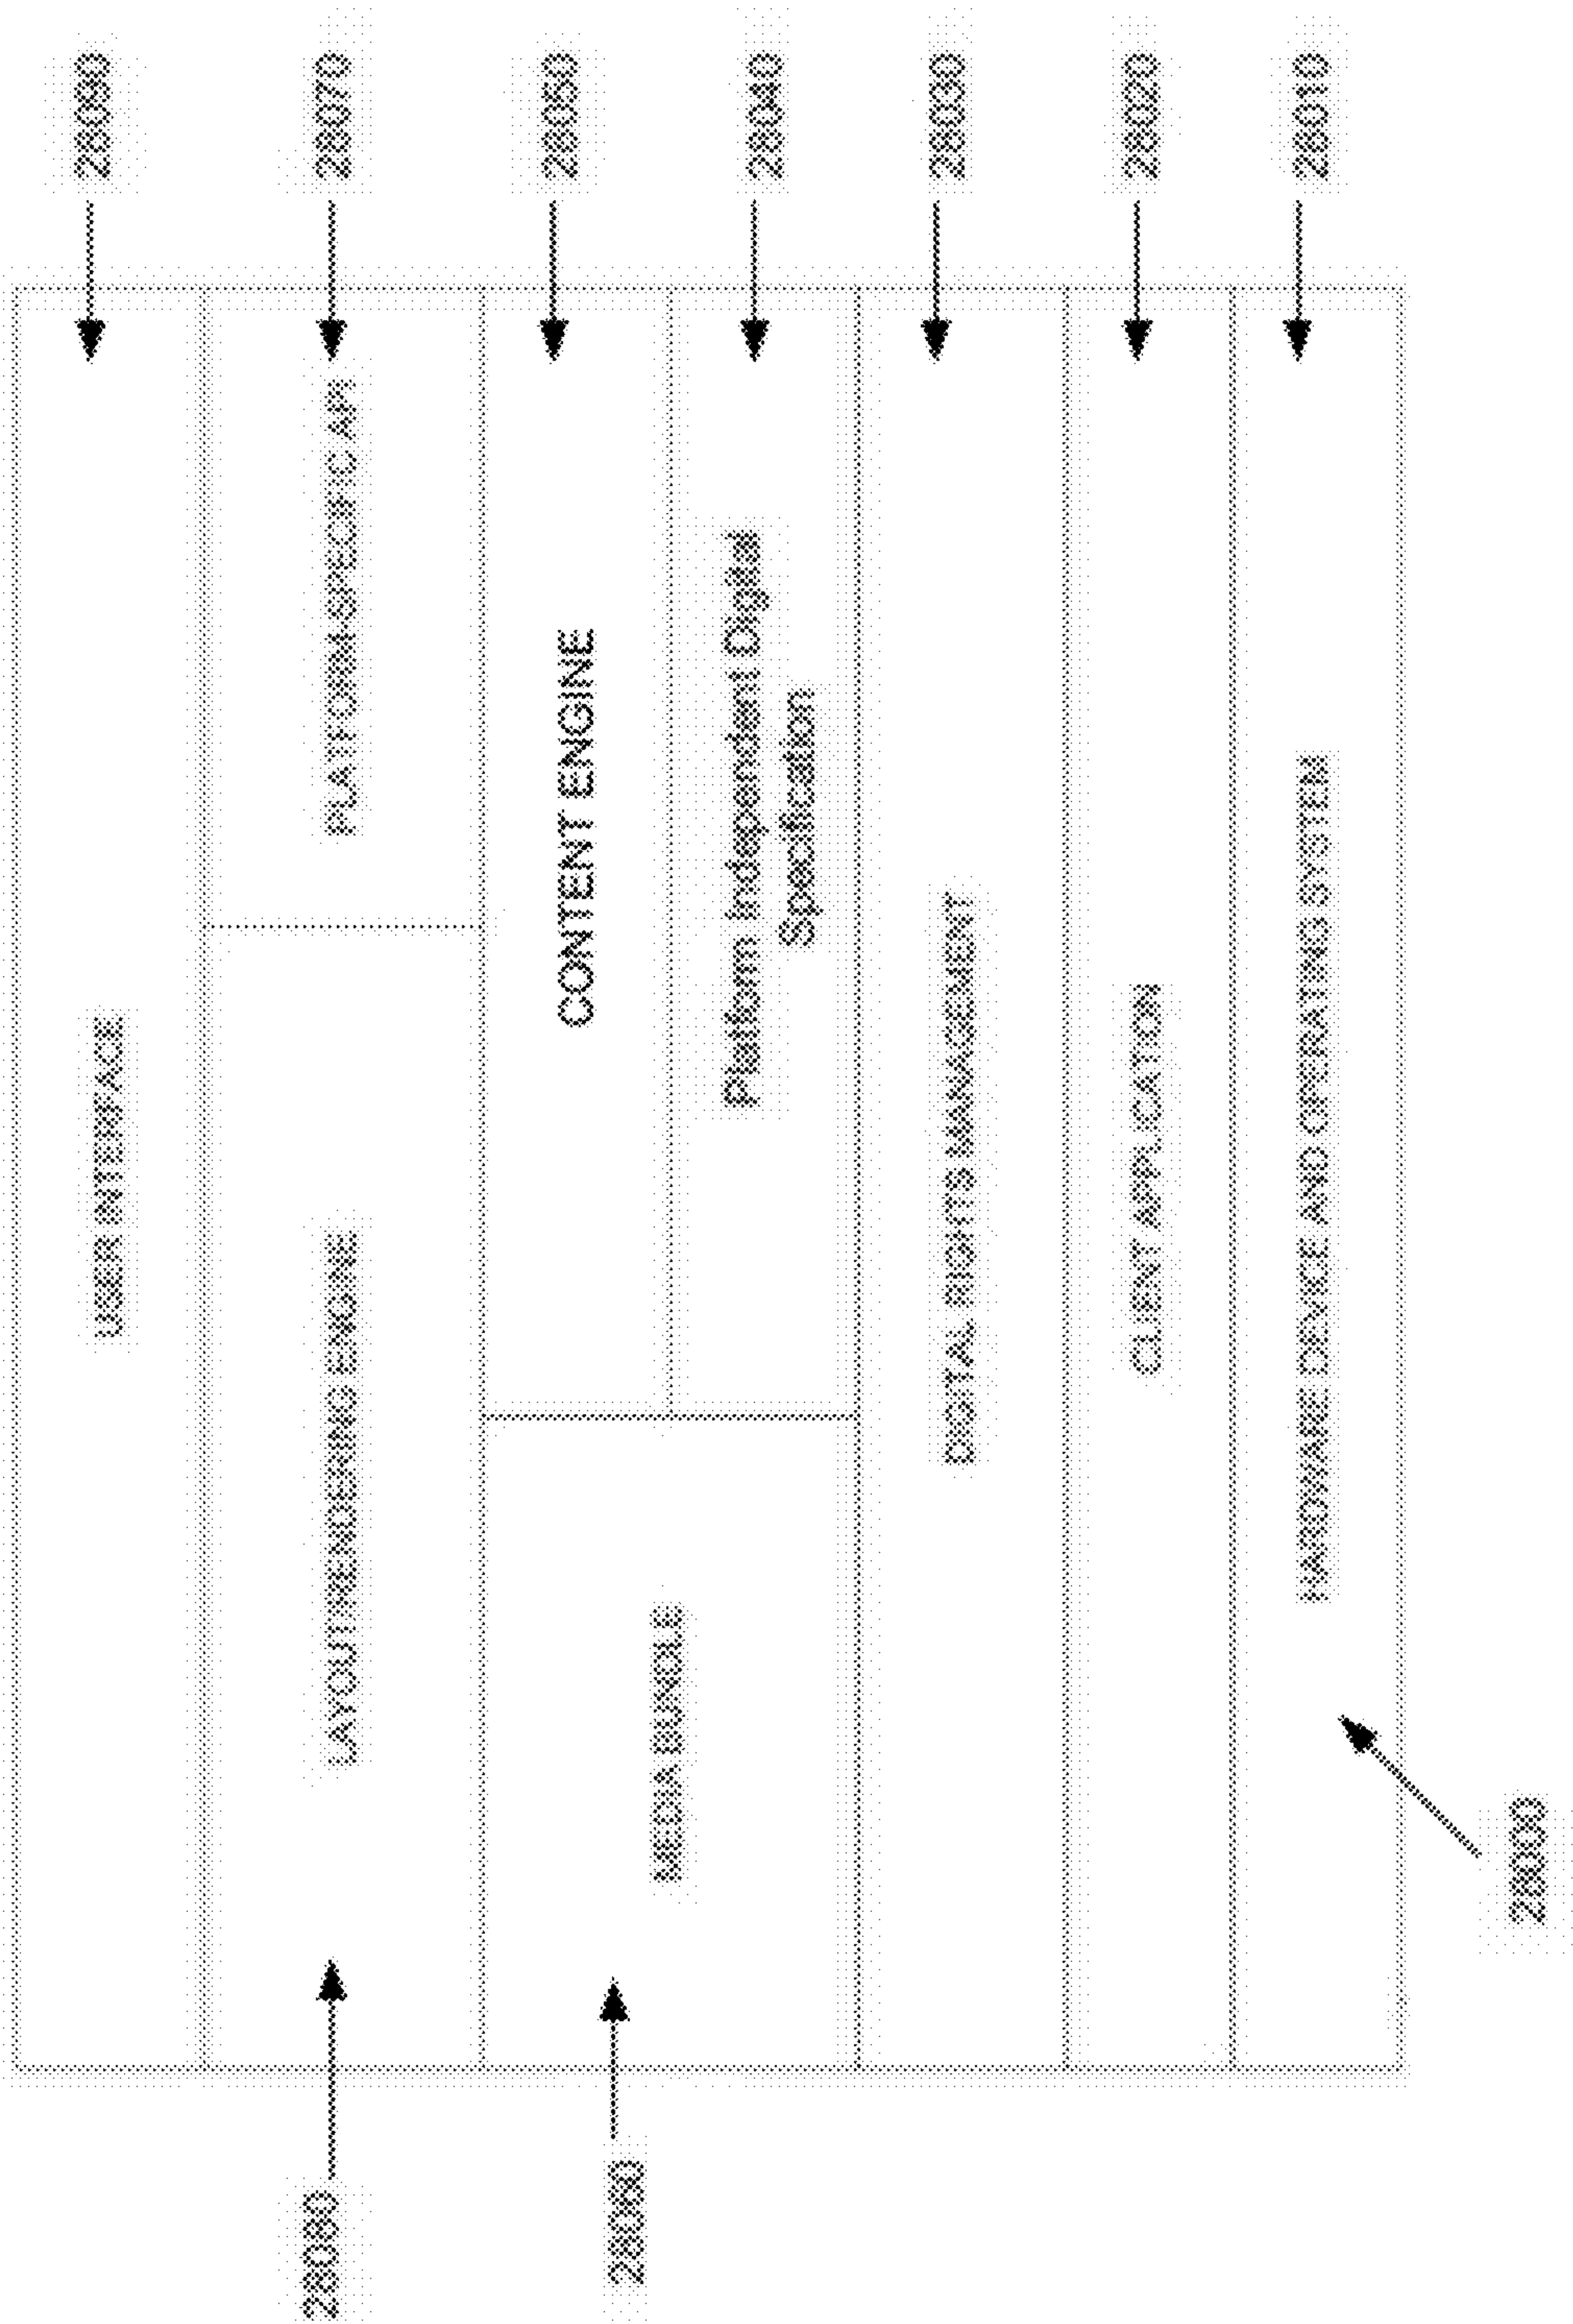 USER INTERFACE
28090
28080
LAYOUT/RENDERING ENGINE
PLATFORM-SPECIFIC API
28070
CONTENT ENGINE
28050
28060
MEDIA BUNDLE
Platform Independent Digital
Specification
28040
DIGITAL RIGHTS MANAGEMENT
28030
CLIENT APPLICATION
28020
HARDWARE DEVICE AND OPERATING SYSTEM
28010
28000